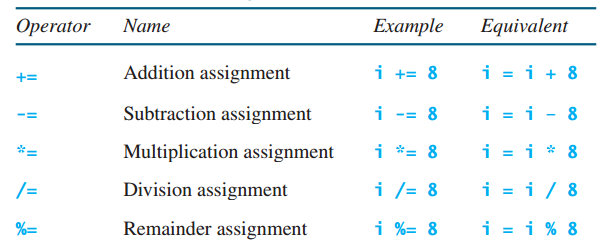 Operator Name Example Equivalent
+= Addition assignment i += 8 i = i + 8
-= Subtraction assignment i -= 8 i = i - 8
*= Multiplication assignment i *= 8 i = i * 8
/= Division assignment i /= 8 i = i / 8
%= Remainder assignment i %= 8 i = i % 8